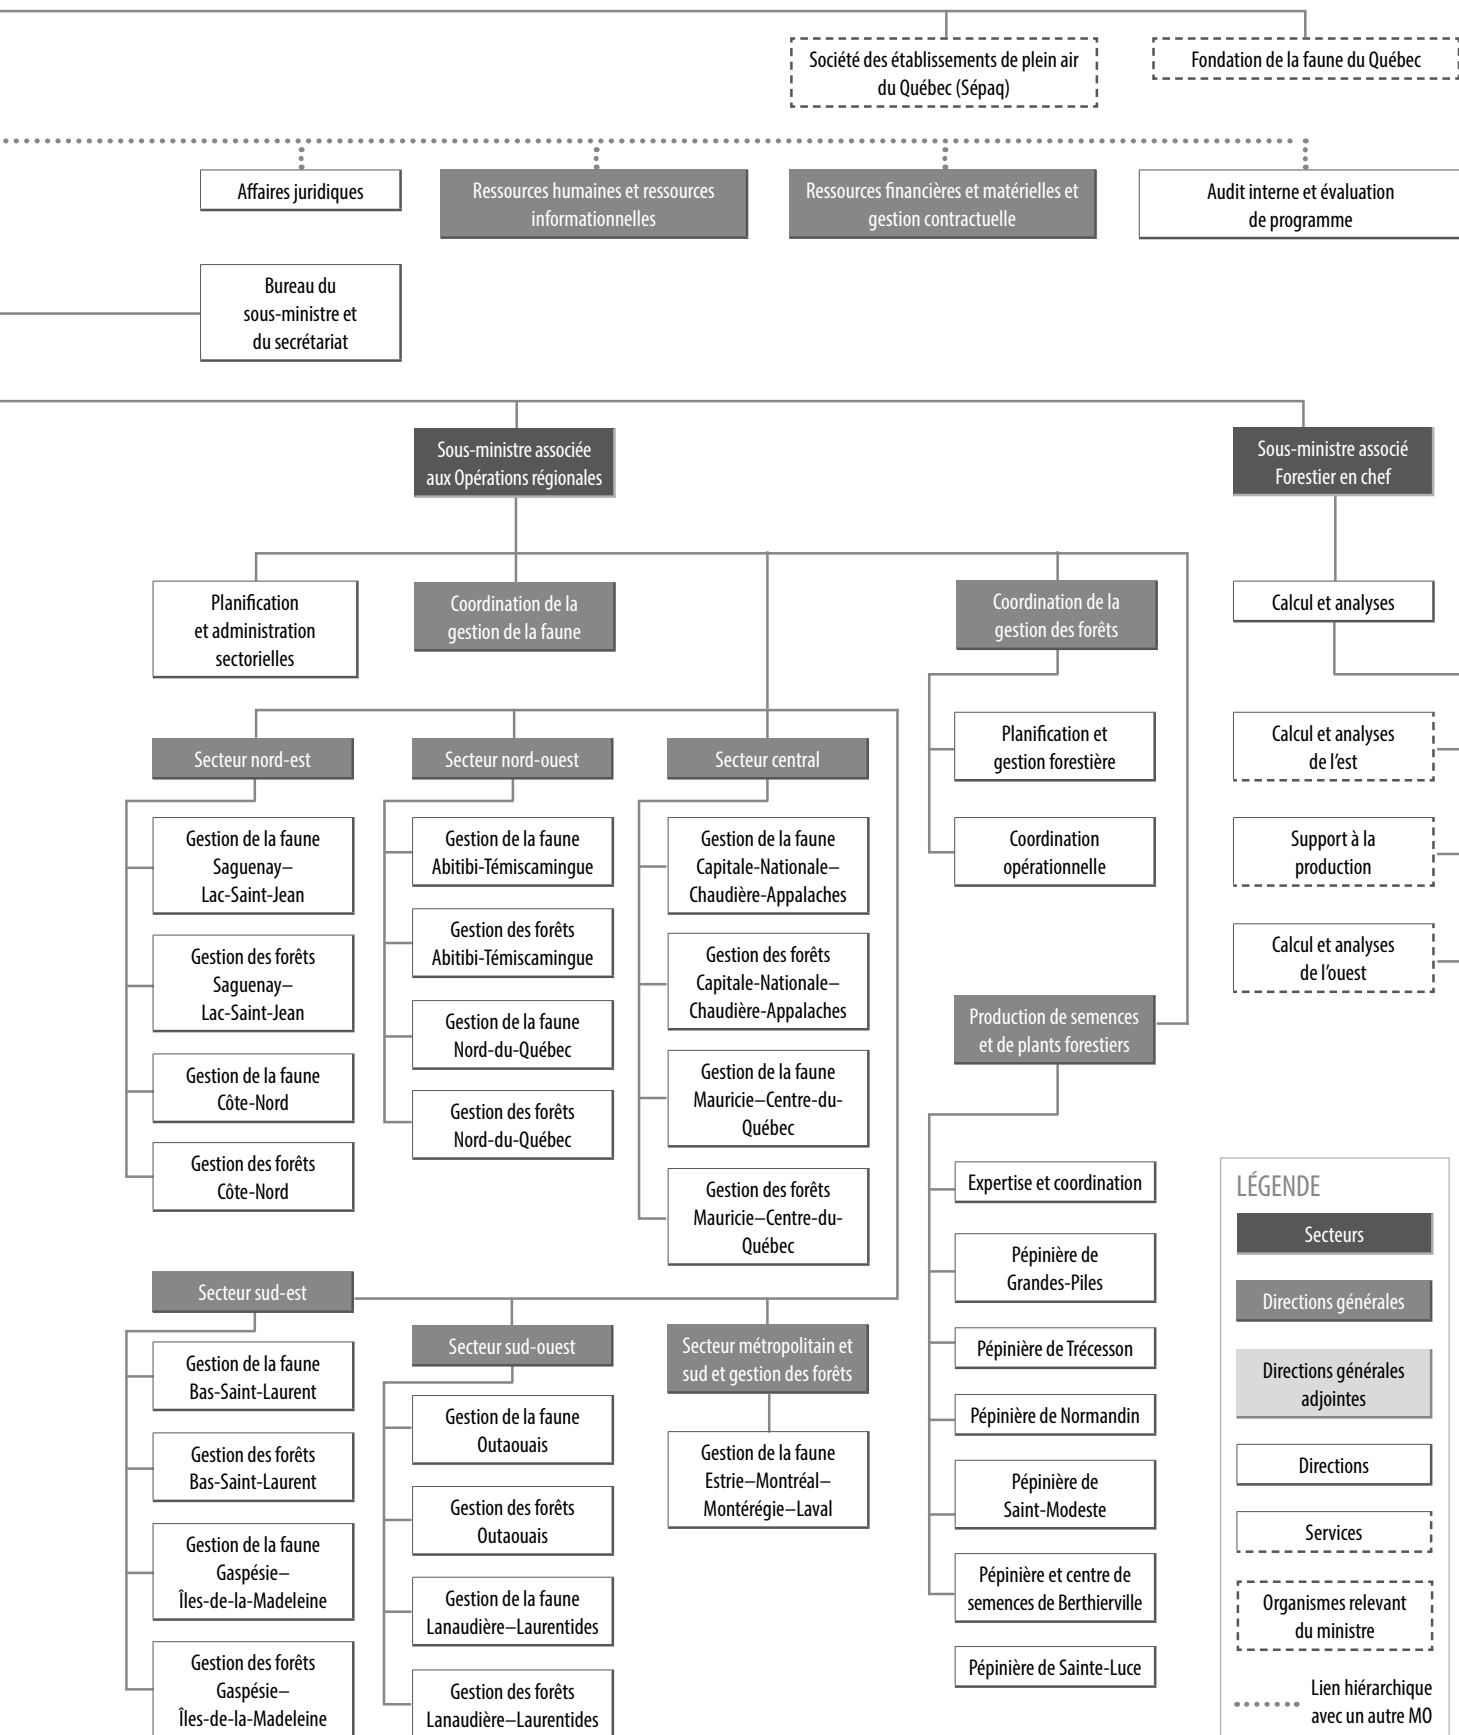 Société des établissements de plein air
du Québec (Sépaq)
Fondation de la faune du Québec
Affaires juridiques
Ressources humaines et ressources
informationnelles
Ressources financières et matérielles et
gestion contractuelle
Audit interne et évaluation
de programme
Bureau du
sous-ministre et
du secrétariat
Sous-ministre associée
aux Opérations régionales
Sous-ministre associé
Forestier en chef
Planification
et administration
sectorielles
Coordination de la
gestion de la faune
Coordination de la
gestion des forêts
Calcul et analyses
Planification et
gestion forestière
Coordination
opérationnelle
Calcul et analyses
de l'est
Support à la
production
Calcul et analyses
de l'ouest
Secteur nord-est
Gestion de la faune
Saguenay–
Lac-Saint-Jean
Gestion des forêts
Saguenay–
Lac-Saint-Jean
Gestion de la faune
Côte-Nord
Gestion des forêts
Côte-Nord
Secteur nord-ouest
Gestion de la faune
Abitibi-Témiscamingue
Gestion des forêts
Abitibi-Témiscamingue
Gestion de la faune
Nord-du-Québec
Gestion des forêts
Nord-du-Québec
Secteur central
Gestion de la faune
Capitale-Nationale–
Chaudière-Appalaches
Gestion des forêts
Capitale-Nationale–
Chaudière-Appalaches
Gestion de la faune
Mauricie–Centre-du-
Québec
Gestion des forêts
Mauricie–Centre-du-
Québec
Production de semences
et de plants forestiers
Expertise et coordination
Pépinière de
Grandes-Piles
Pépinière de Trécesson
Pépinière de Normandin
Pépinière de
Saint-Modeste
Pépinière et centre de
semences de Berthierville
Pépinière de Sainte-Luce
Secteur sud-est
Gestion de la faune
Bas-Saint-Laurent
Gestion des forêts
Bas-Saint-Laurent
Gestion de la faune
Gaspésie–
Îles-de-la-Madeleine
Gestion des forêts
Gaspésie–
Îles-de-la-Madeleine
Secteur sud-ouest
Gestion de la faune
Outaouais
Gestion des forêts
Outaouais
Gestion de la faune
Lanaudière–Laurentides
Gestion des forêts
Lanaudière–Laurentides
Secteur métropolitain et
sud et gestion des forêts
Gestion de la faune
Estrie–Montréal–
Montérégie–Laval
LÉGENDE
Secteurs
Directions générales
Directions générales
adjointes
Directions
Services
Organismes relevant
du ministre
Lien hiérarchique
avec un autre MO